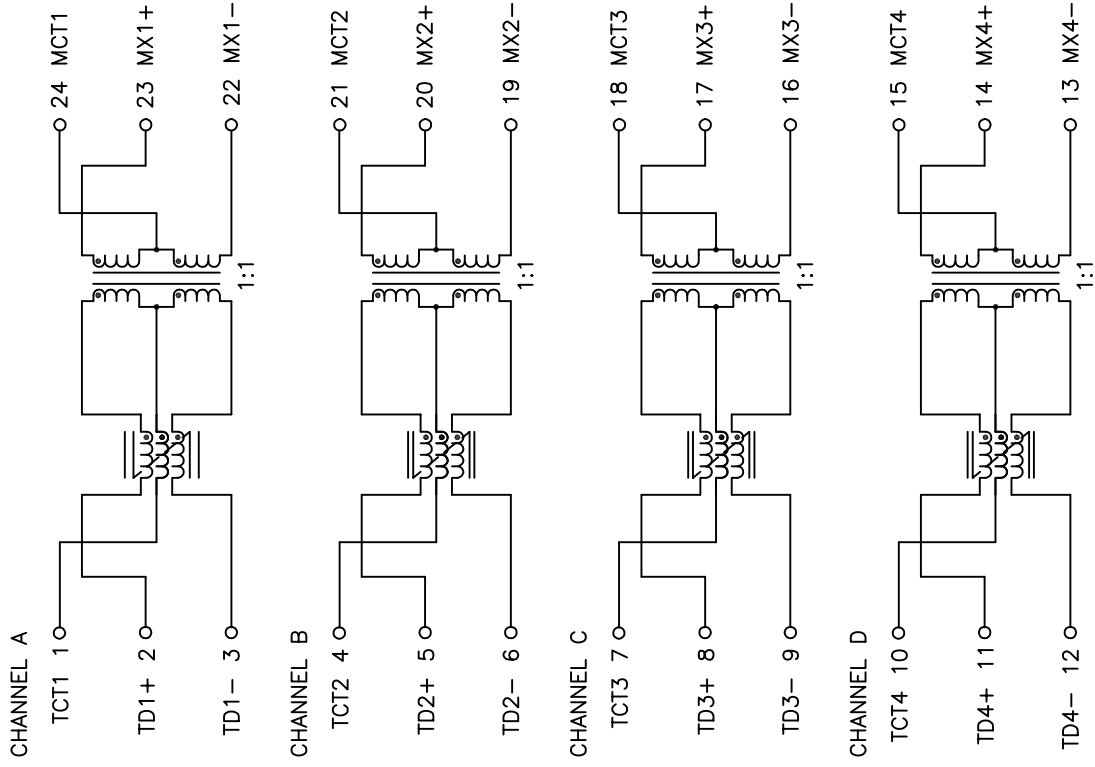 CHANNEL A
TCT1 1
24 MCT1
TD1+ 2
23 MX1+
TD1- 3
22 MX1-
1:1
CHANNEL B
TCT2 4
21 MCT2
TD2+ 5
20 MX2+
TD2- 6
19 MX2-
1:1
CHANNEL C
TCT3 7
18 MCT3
TD3+ 8
17 MX3+
TD3- 9
16 MX3-
1:1
CHANNEL D
TCT4 10
15 MCT4
TD4+ 11
14 MX4+
TD4- 12
13 MX4-
1:1